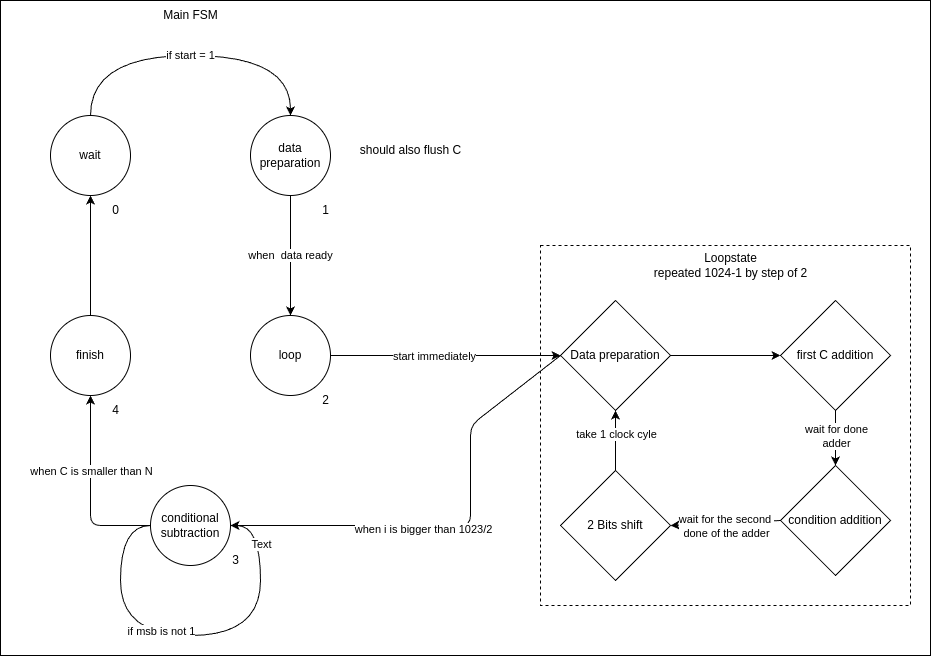 Main FSM
if start = 1
wait
data
preparation
should also flush C
0
1
when  data ready
Loopstate
repeated 1024-1 by step of 2
finish
loop
start immediately
Data preparation
first C addition
4
2
wait for done
adder
take 1 clock cyle
when C is smaller than N
conditional
subtraction
when i is bigger than 1023/2
2 Bits shift
wait for the second
done of the adder
condition addition
Text
3
if msb is not 1